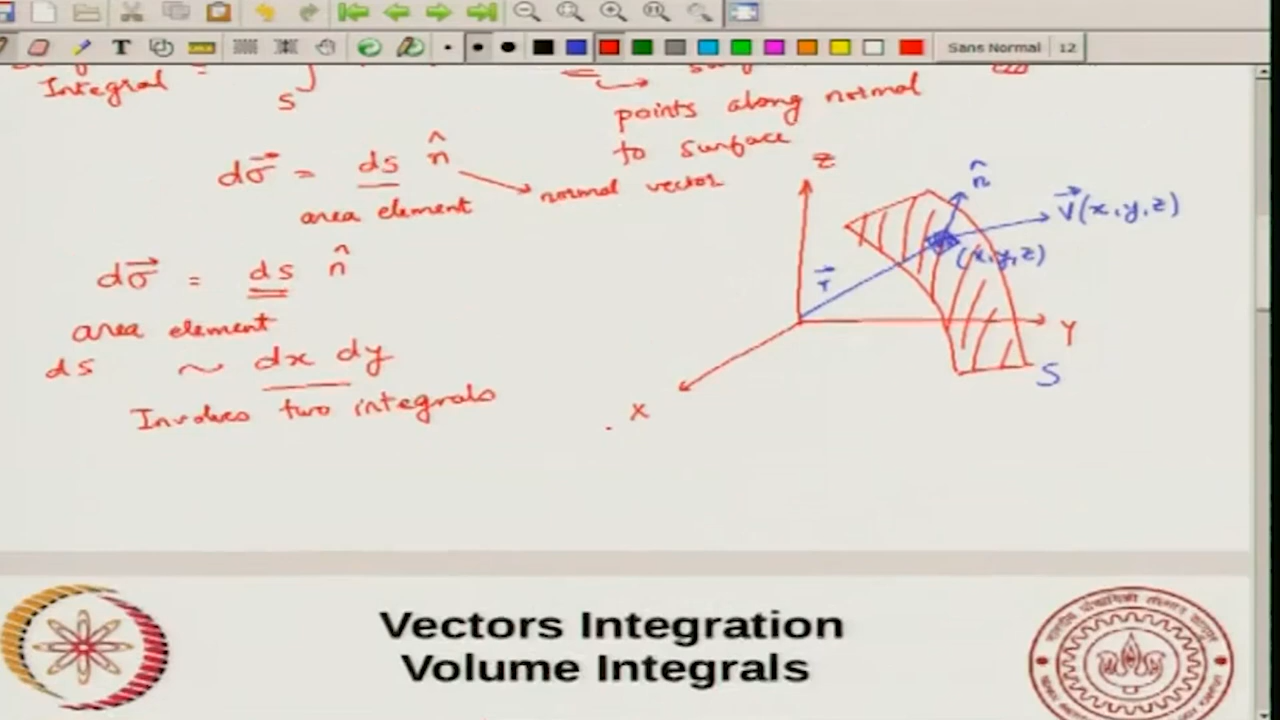 Sans Normal 12
Integral =
S
points along normal
to surface
dσ⃗ = ds n̂
normal vector
area element
dσ⃗ = ds n̂
area element
ds ~ dx dy
Involves two integrals
Z
n̂
V⃗(x,y,z)
(x,y,z)
r⃗
Y
S
X
Vectors Integration
Volume Integrals